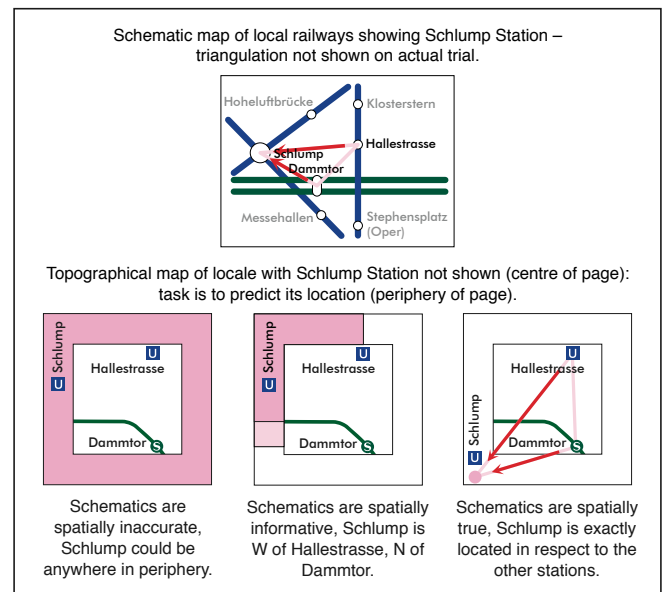 Schematic map of local railways showing Schlump Station –
triangulation not shown on actual trial.
Hoheluftbrücke
Klosterstern
Hallestrasse
Schlump
Dammtor
Messehallen
Stephensplatz
(Oper)
Topographical map of locale with Schlump Station not shown (centre of page):
task is to predict its location (periphery of page).
U Schlump
U
Hallestrasse
Dammtor
S
U Schlump
U
Hallestrasse
Dammtor
S
U Schlump
U
Hallestrasse
Dammtor
S
Schematics are
spatially inaccurate,
Schlump could be
anywhere in periphery.
Schematics are spatially
informative, Schlump is
W of Hallestrasse, N of
Dammtor.
Schematics are spatially
true, Schlump is exactly
located in respect to the
other stations.